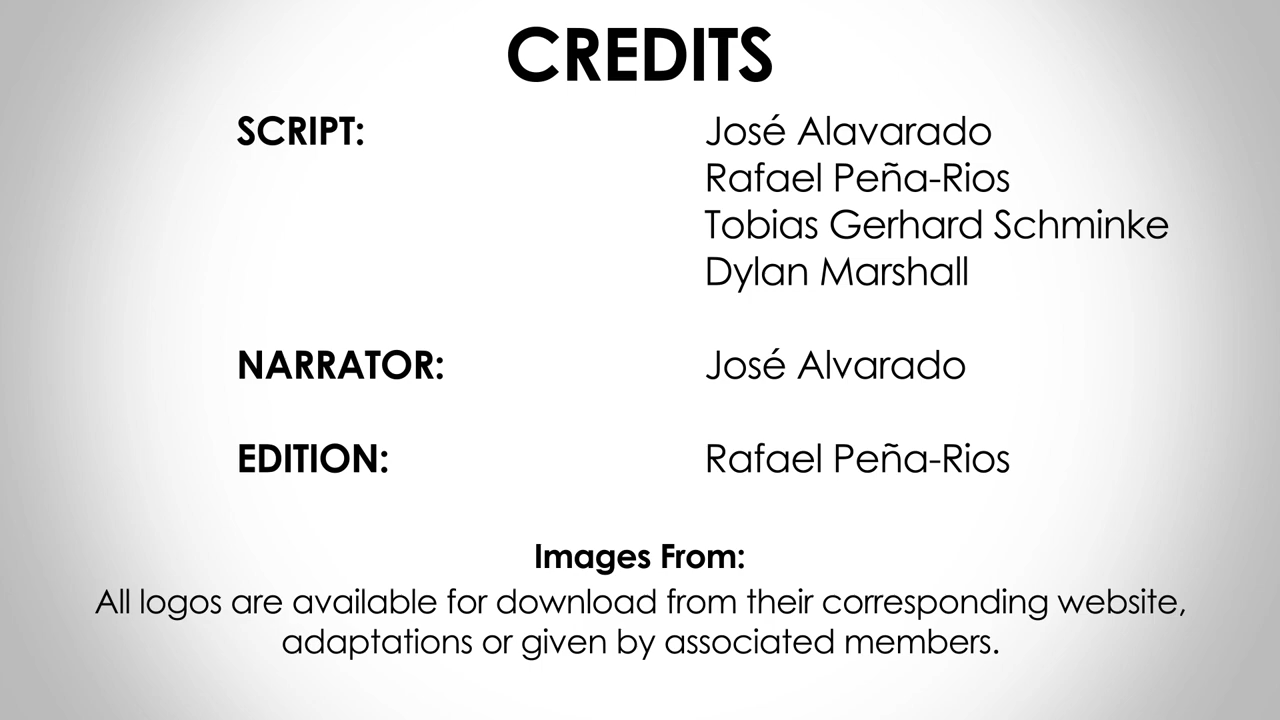 CREDITS
SCRIPT: José Alavarado
Rafael Peña-Rios
Tobias Gerhard Schminke
Dylan Marshall
NARRATOR: José Alvarado
EDITION: Rafael Peña-Rios
Images From:
All logos are available for download from their corresponding website,
adaptations or given by associated members.